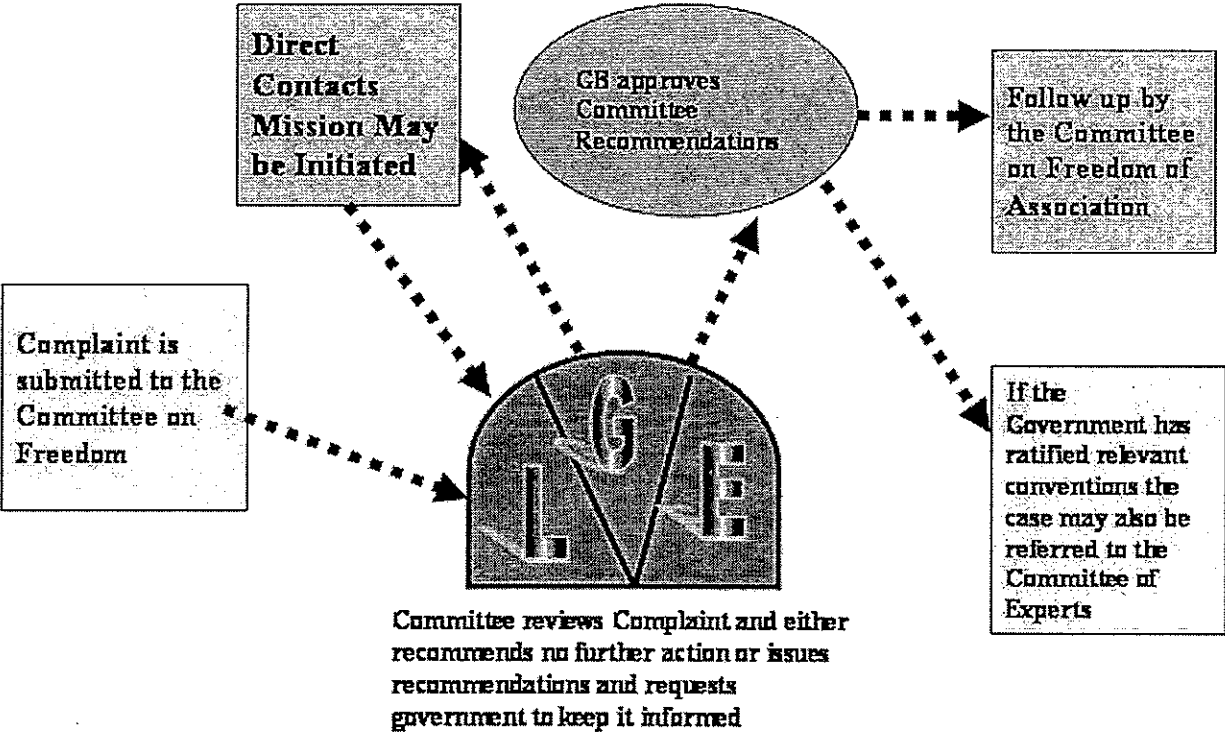 Direct
Contacts
Mission May
be Initiated
GB approves
Committee
Recommendations
Follow up by
the Committee
on Freedom of
Association
Complaint is
submitted to the
Committee on
Freedom
L G E
If the
Government has
ratified relevant
conventions the
case may also be
referred to the
Committee of
Experts
Committee reviews Complaint and either
recommends no further action or issues
recommendations and requests
government to keep it informed